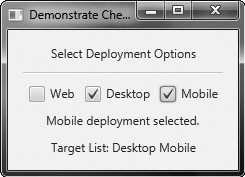 Demonstrate Che...
Select Deployment Options
Web Desktop Mobile
Mobile deployment selected.
Target List: Desktop Mobile